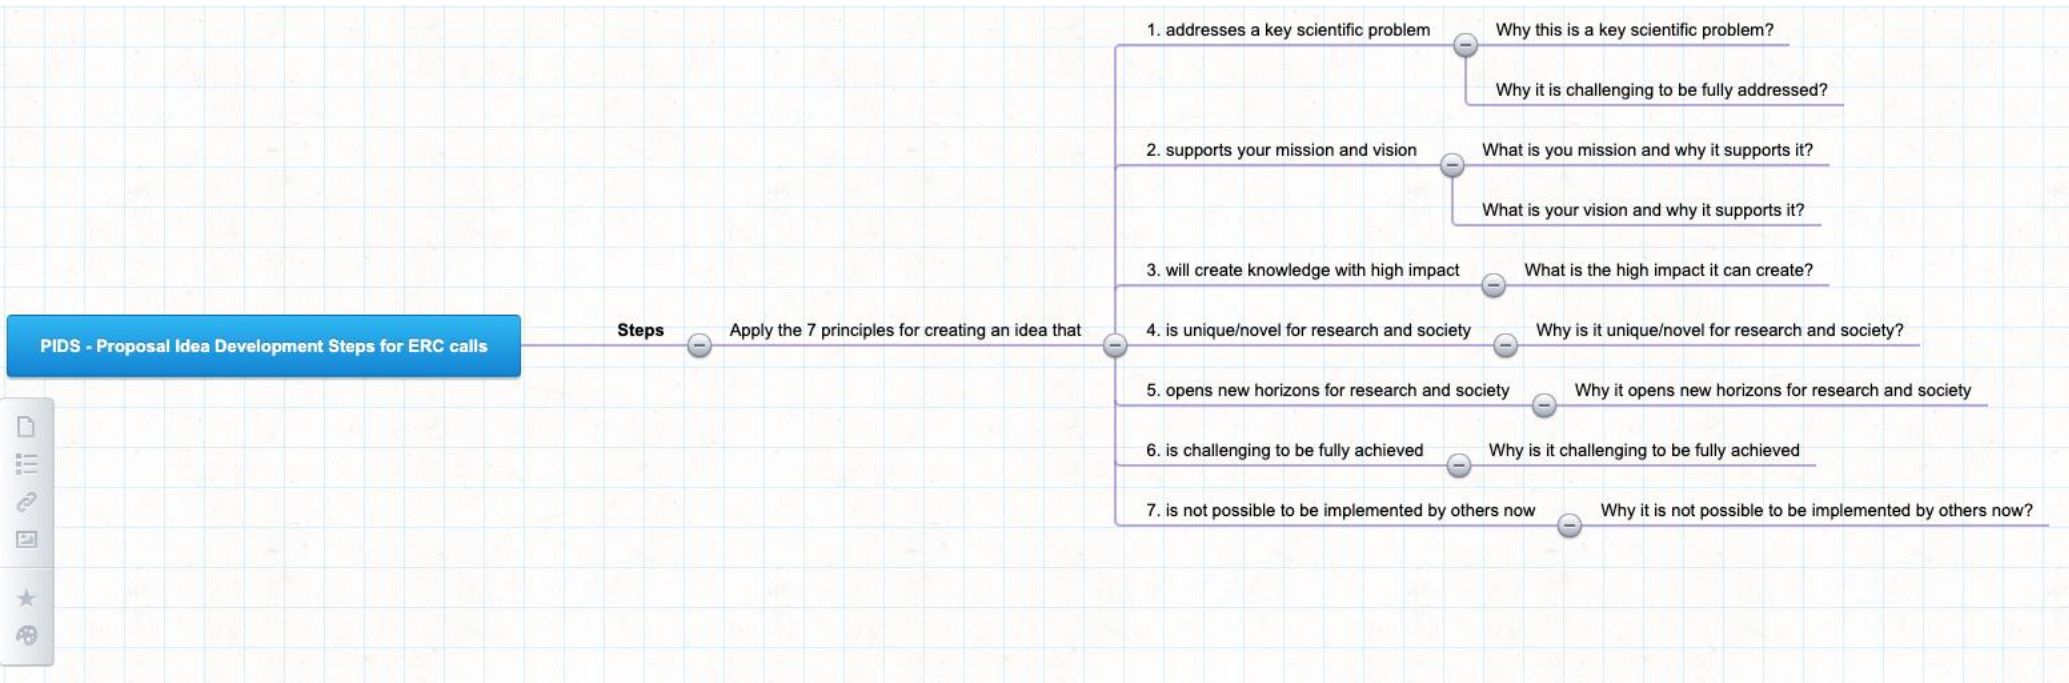 PIDS - Proposal Idea Development Steps for ERC calls
Steps
Apply the 7 principles for creating an idea that
1. addresses a key scientific problem
Why this is a key scientific problem?
Why it is challenging to be fully addressed?
2. supports your mission and vision
What is you mission and why it supports it?
What is your vision and why it supports it?
3. will create knowledge with high impact
What is the high impact it can create?
4. is unique/novel for research and society
Why is it unique/novel for research and society?
5. opens new horizons for research and society
Why it opens new horizons for research and society
6. is challenging to be fully achieved
Why is it challenging to be fully achieved
7. is not possible to be implemented by others now
Why it is not possible to be implemented by others now?